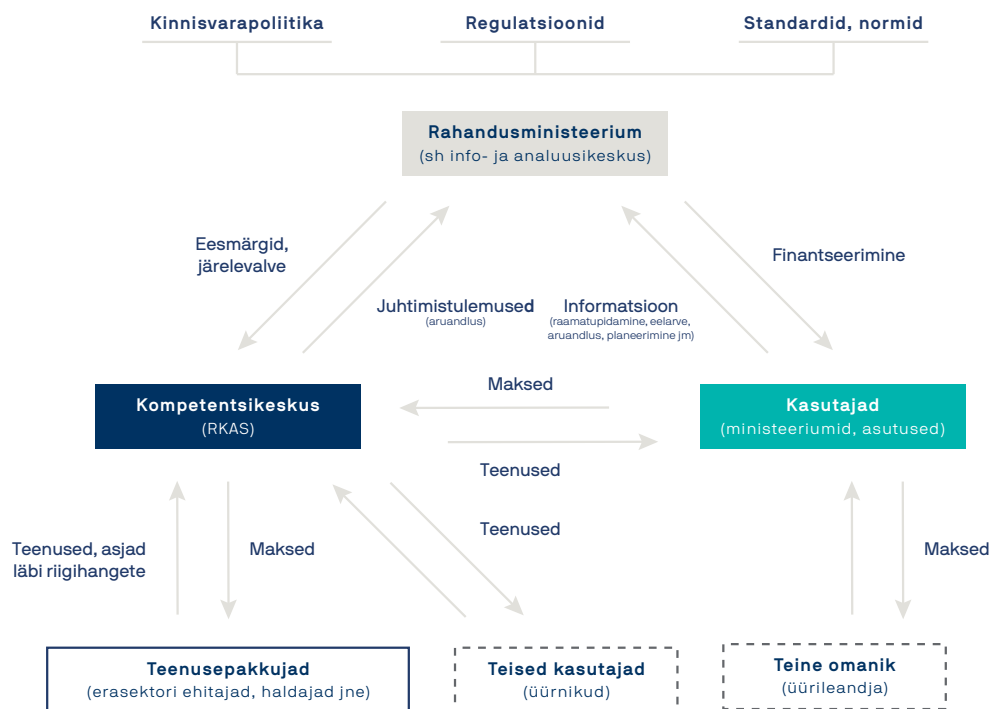 Kinnisvarapoliitika
Regulatsioonid
Standardid, normid
Rahandusministeerium
(sh info- ja analuusikeskus)
Eesmärgid,
järelevalve
Finantseerimine
Juhtimistulemused
(aruandlus)
Informatsioon
(raamatupidamine, eelarve,
aruandlus, planeerimine jm)
Maksed
Kompetentsikeskus
(RKAS)
Kasutajad
(ministeeriumid, asutused)
Teenused
Teenused
Teenused, asjad
läbi riigihangete
Maksed
Maksed
Teenusepakkujad
(erasektori ehitajad, haldajad jne)
Teised kasutajad
(üürnikud)
Teine omanik
(üürileandja)